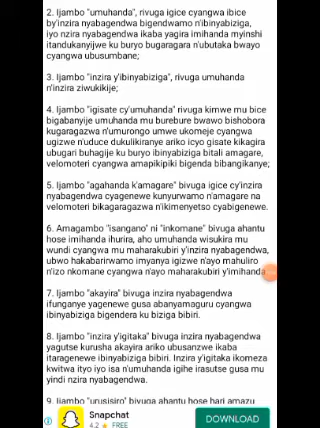 2. Ijambo "umuhanda", rivuga igice cyangwa ibice
by'inzira nyabagendwa bigendwamo n'ibinyabiziga,
iyo nzira nyabagendwa ikaba yagira imihanda myinshi
itandukanyijwe ku buryo bugaragara n'ubutaka bwayo
cyangwa ubusumbane;
3. Ijambo "inzira y'ibinyabiziga", rivuga umuhanda
n'inzira ziwukikije;
4. Ijambo "igisate cy'umuhanda" rivuga kimwe mu bice
bigabanyije umuhanda mu burebure bwawo bishobora
kugaragazwa n'umurongo umwe ukomeje cyangwa
ugizwe n'uduce dukulikiranye ariko icyo gisate kikagira
ubugari buhagije ku buryo ibinyabiziga bitali amagare,
velomoteri cyangwa amapikipiki bigenda bibangikanye;
5. Ijambo "agahanda k'amagare" bivuga igice cy'inzira
nyabagendwa cyagenewe kunyurwamo n'amagare na
velomoteri bikagaragazwa n'ikimenyetso cyabigenewe.
6. Amagambo "isangano" ni "inkomane" bivuga ahantu
hose imihanda ihurira, aho umuhanda wisukira mu
wundi cyangwa mu maharakubiri y'inzira nyabagendwa,
ubwo hakabarirwamo imyanya igizwe n'ayo mahuliro
n'izo nkomane cyangwa n'ayo maharakubiri y'imihanda
7. Ijambo "akayira" bivuga inzira nyabagendwa
ifunganye yagenewe gusa abanyamaguru cyangwa
ibinyabiziga bigendera ku biziga bibiri.
8. Ijambo "inzira y'igitaka" bivuga inzira nyabagendwa
yagutse kurusha akayira ariko ubusanzwe ikaba
itaragenewe ibinyabiziga bibiri. Inzira y'igitaka ikomeza
kwitwa ityo iyo isa n'umuhanda igihe irasutse gusa mu
yindi nzira nyabagendwa.
9. Ijambo "urusisiro" bivuga ahantu hose hari amazu
Snapchat
4.2 ★ FREE
DOWNLOAD